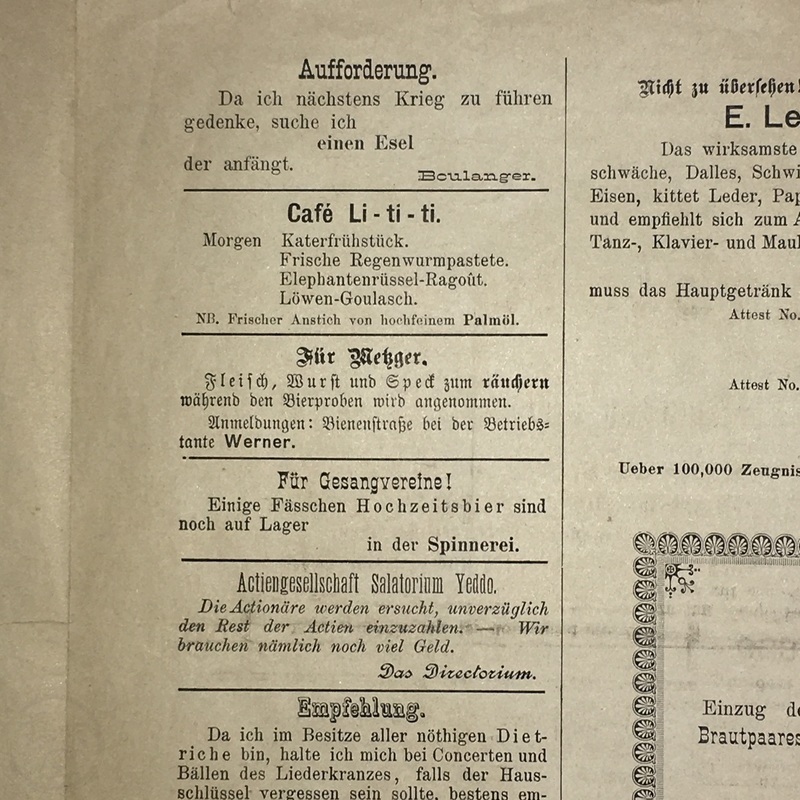 Aufforderung.
Da ich nächstens Krieg zu führen
gedenke, suche ich
einen Esel
der anfängt.
Boulanger.
Café Li-ti-ti.
Morgen Katerfrühstück.
Frische Regenwurmpastete.
Elephantenrüssel-Ragoût.
Löwen-Goulasch.
NB. Frischer Anstich von hochfeinem Palmöl.
Für Metzger.
Fleisch, Wurst und Speck zum räuchern
während den Bierproben wird angenommen.
Anmeldungen: Bienenstraße bei der Betriebs-
tante Werner.
Für Gesangvereine!
Einige Fässchen Hochzeitsbier sind
noch auf Lager
in der Spinnerei.
Actiengesellschaft Salatorium Yeddo.
Die Actionäre werden ersucht, unverzüglich
den Rest der Actien einzuzahlen. — Wir
brauchen nämlich noch viel Geld.
Das Directorium.
Empfehlung.
Da ich im Besitze aller nöthigen Diet-
riche bin, halte ich mich bei Concerten und
Bällen des Liederkranzes, falls der Haus-
schlüssel vergessen sein sollte, bestens em-
Nicht zu übersehen!
E. Le
Das wirksamste
schwäche, Dalles, Schwi
Eisen, kittet Leder, Pap
und empfiehlt sich zum A
Tanz-, Klavier- und Maul
muss das Hauptgetränk
Attest No.
Attest No.
Ueber 100,000 Zeugnis
Einzug de
Brautpaares